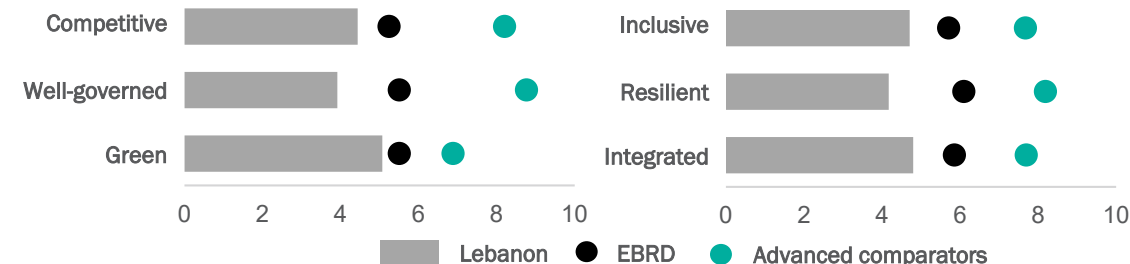 Competitive
Well-governed
Green
0 2 4 6 8 10
Inclusive
Resilient
Integrated
0 2 4 6 8 10
Lebanon EBRD Advanced comparators